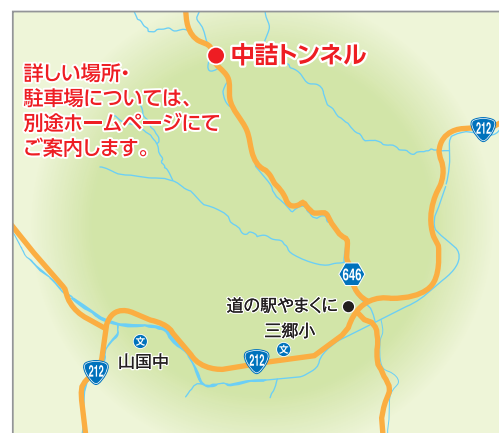 中詰トンネル
詳しい場所・
駐車場については、
別途ホームページにて
ご案内します。
212
646
道の駅やまくに
三郷小
文
212
文
山国中
212